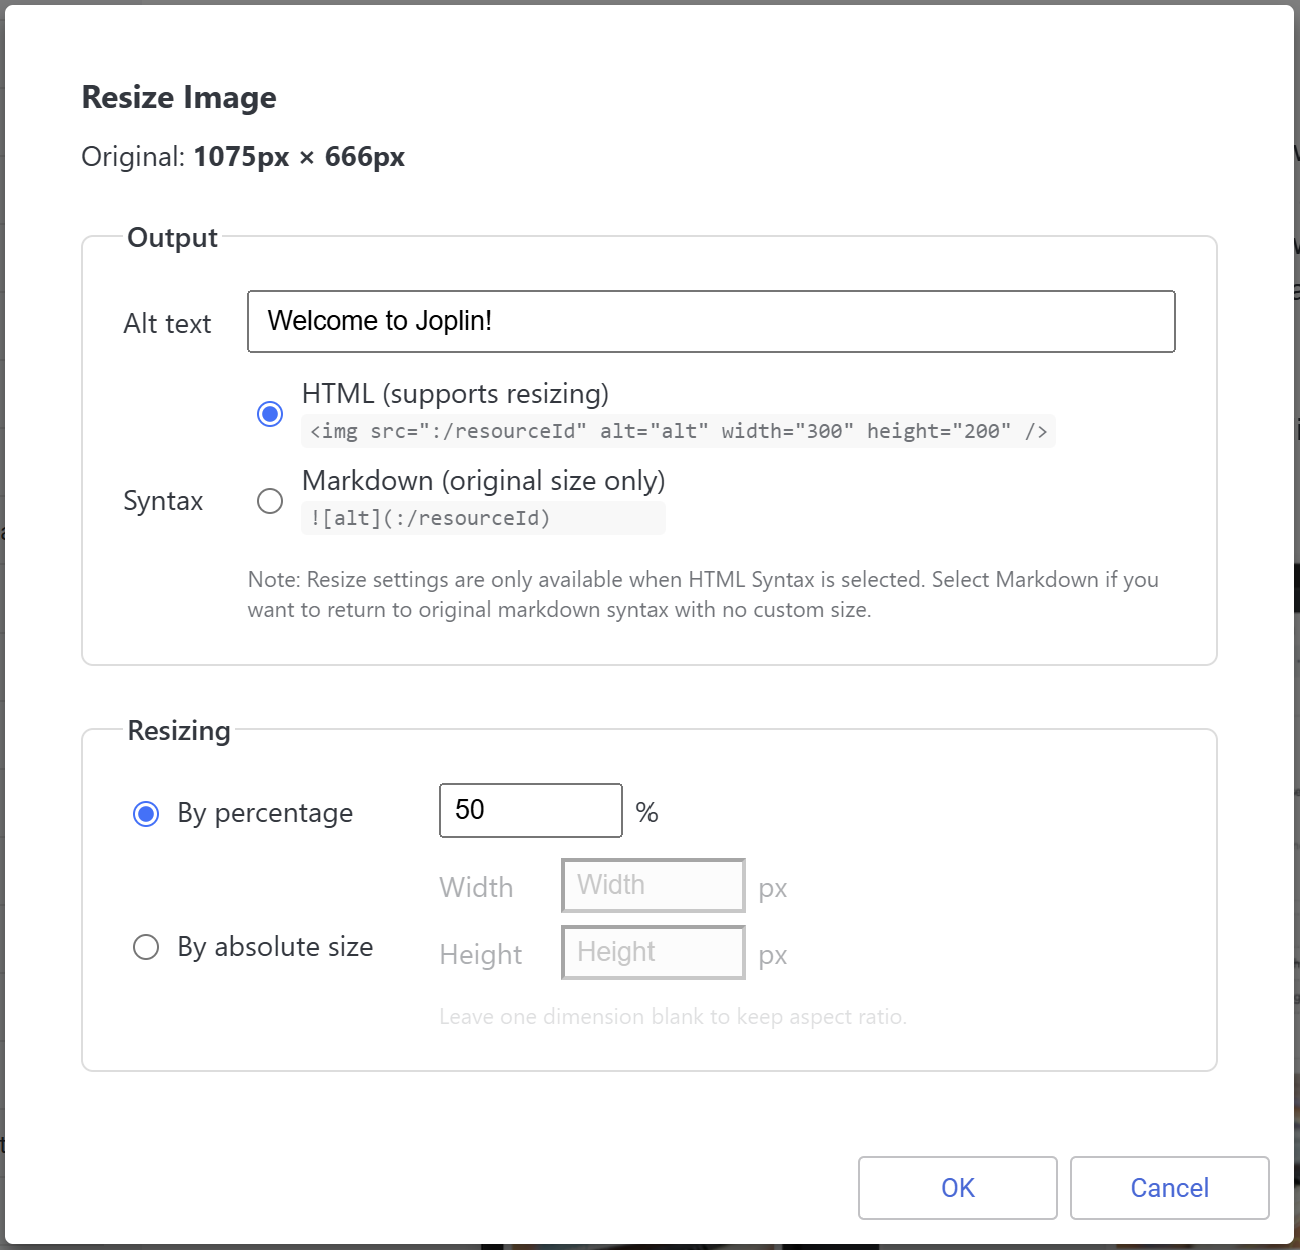 Resize Image
Original: 1075px × 666px
Output
Alt text
Welcome to Joplin!
HTML (supports resizing)
<img src=":/resourceId" alt="alt" width="300" height="200" />
Syntax
Markdown (original size only)
![alt](:/resourceId)
Note: Resize settings are only available when HTML Syntax is selected. Select Markdown if you
want to return to original markdown syntax with no custom size.
Resizing
By percentage
50 %
Width
Width px
By absolute size
Height
Height px
Leave one dimension blank to keep aspect ratio.
OK
Cancel